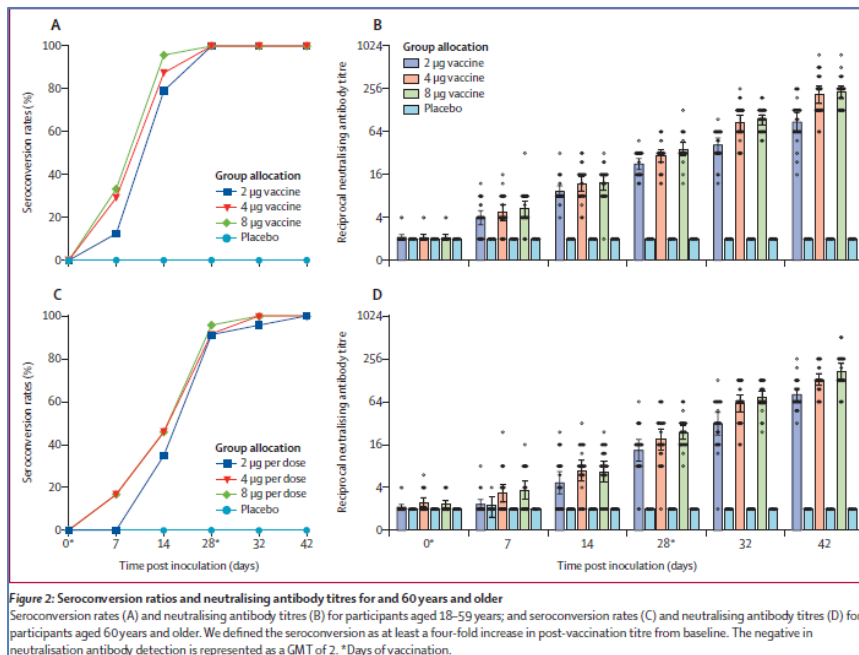 A
B
100
80
60
40
20
0
Seroconversion rates (%)
Group allocation
2 µg vaccine
4 µg vaccine
8 µg vaccine
Placebo
1024
256
64
16
4
0
Reciprocal neutralising antibody titre
Group allocation
2 µg vaccine
4 µg vaccine
8 µg vaccine
Placebo
C
D
100
80
60
40
20
0
Seroconversion rates (%)
Group allocation
2 µg per dose
4 µg per dose
8 µg per dose
Placebo
0* 7 14 28* 32 42
Time post inoculation (days)
1024
256
64
16
4
0
Reciprocal neutralising antibody titre
0* 7 14 28* 32 42
Time post inoculation (days)
Figure 2: Seroconversion ratios and neutralising antibody titres for and 60 years and older
Seroconversion rates (A) and neutralising antibody titres (B) for participants aged 18–59 years; and seroconversion rates (C) and neutralising antibody titres (D) for
participants aged 60 years and older. We defined the seroconversion as at least a four-fold increase in post-vaccination titre from baseline. The negative in
neutralisation antibody detection is represented as a GMT of 2. *Days of vaccination.